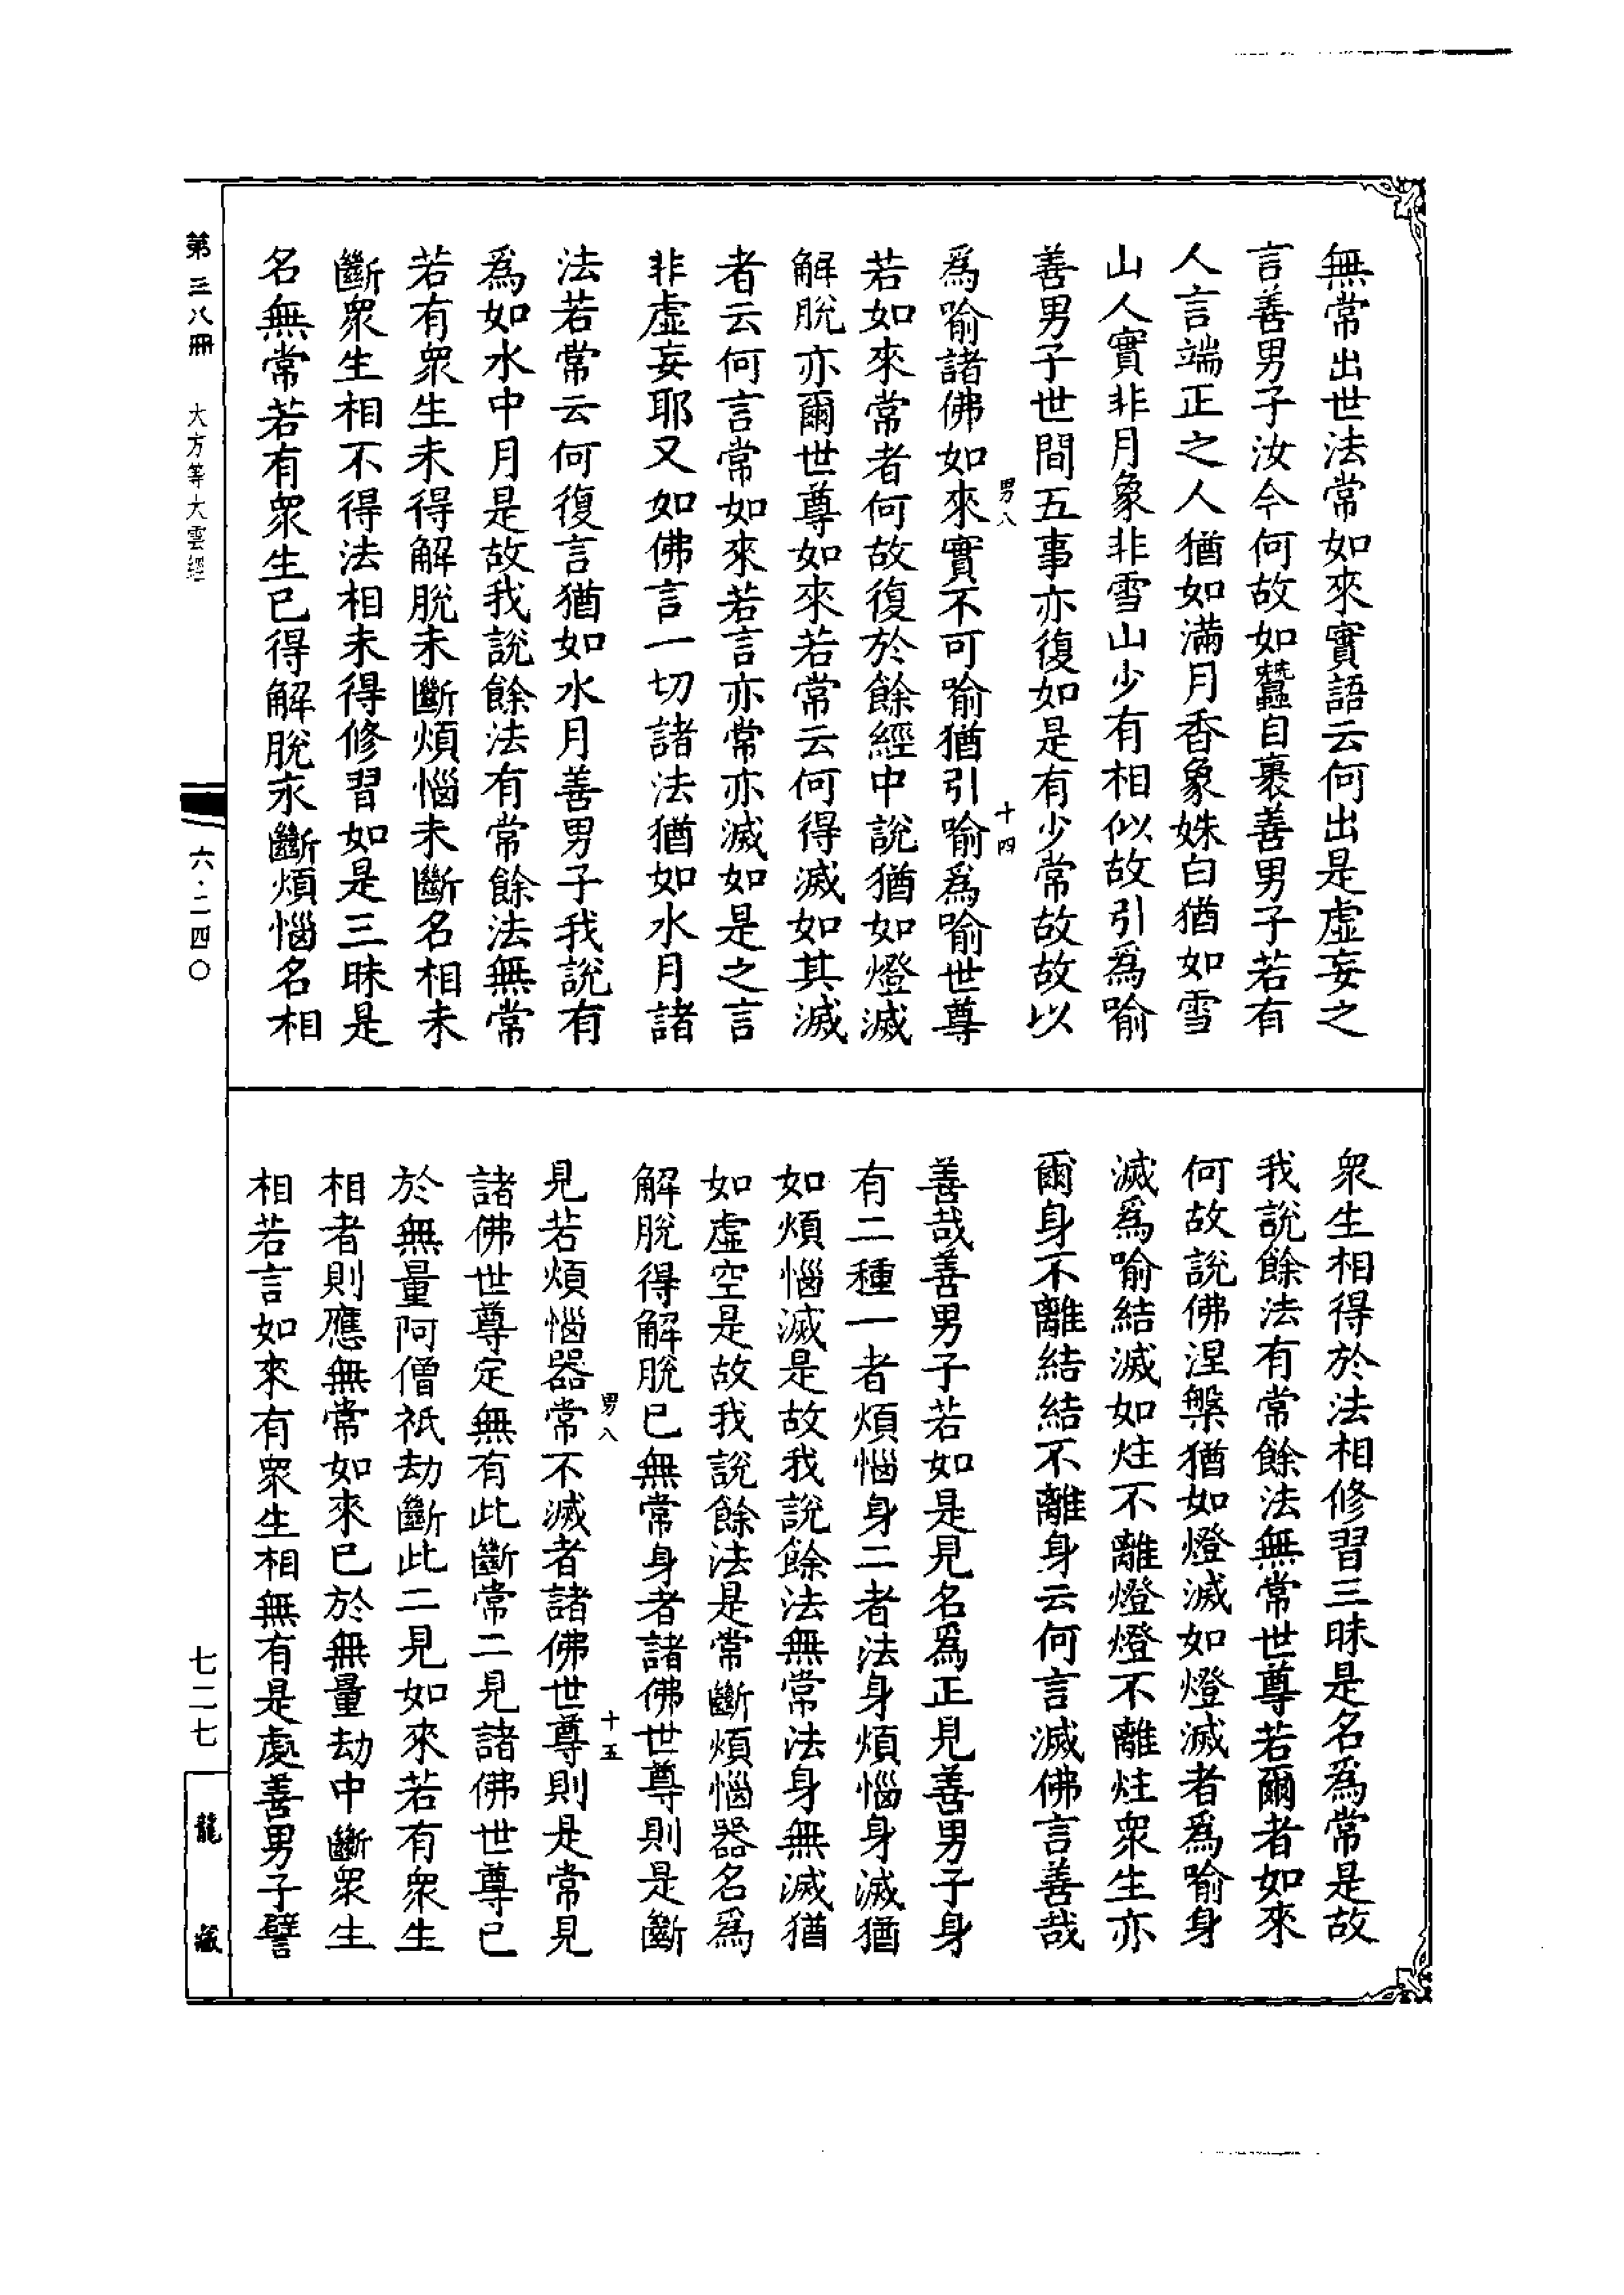 無常出世法常如來實語云何出是虛妄之
言善男子汝今何故如蠶自裹善男子若有
人言端正之人猶如滿月香象姝白猶如雪
山人實非月象非雪山少有相似故引爲喻
善男子世間五事亦復如是有少常故故以
男八
十四
爲喻諸佛如來實不可喻猶引喻爲喻世尊
若如來常者何故復於餘經中說猶如燈滅
解脫亦爾世尊如來若常云何得滅如其滅
者云何言常如來若言亦常亦滅如是之言
非虛妄耶又如佛言一切諸法猶如水月諸
法若常云何復言猶如水月善男子我說有
爲如水中月是故我說餘法有常餘法無常
若有眾生未得解脫未斷煩惱未斷名相未
斷眾生相不得法相未得修習如是三昧是
名無常若有眾生已得解脫永斷煩惱名相
眾生相得於法相修習三昧是名爲常是故
我說餘法有常餘法無常世尊若爾者如來
何故說佛涅槃猶如燈滅如燈滅者爲喻身
滅爲喻結滅如炷不離燈燈不離炷眾生亦
爾身不離結結不離身云何言滅佛言善哉
善哉善男子若如是見名爲正見善男子身
有二種一者煩惱身二者法身煩惱身滅猶
如煩惱滅是故我說餘法無常法身無滅猶
如虛空是故我說餘法是常斷煩惱器名爲
解脫得解脫已無常身者諸佛世尊則是斷
男八
十五
見若煩惱器常不滅者諸佛世尊則是常見
諸佛世尊定無有此斷常二見諸佛世尊已
於無量阿僧祇劫斷此二見如來若有眾生
相者則應無常如來已於無量劫中斷眾生
相若言如來有眾生相無有是處善男子譬
第三八冊
大方等大雲經
六·二四〇
七二七
龍藏